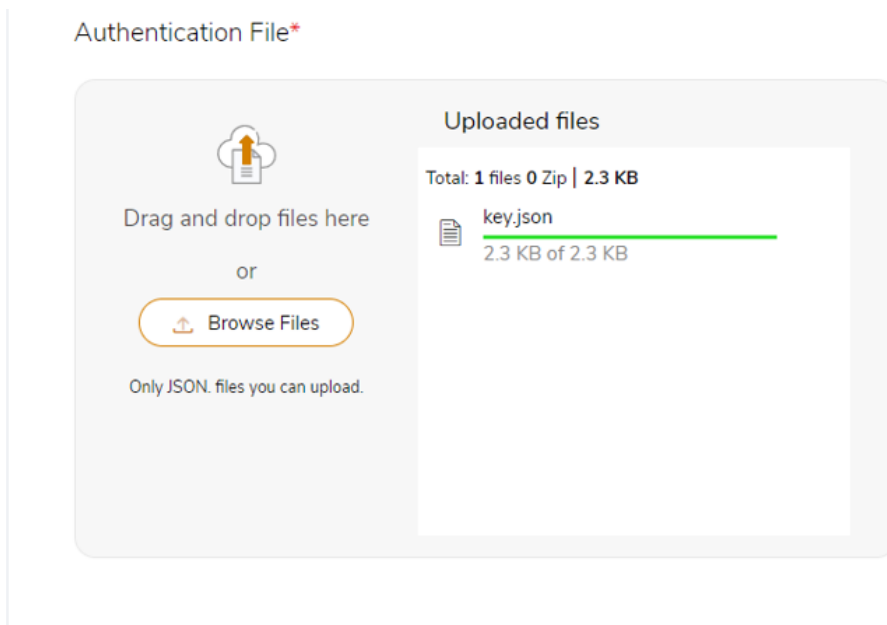 Authentication File*
Uploaded files
Total: 1 files 0 Zip | 2.3 KB
key.json
2.3 KB of 2.3 KB
Drag and drop files here
or
Browse Files
Only JSON. files you can upload.